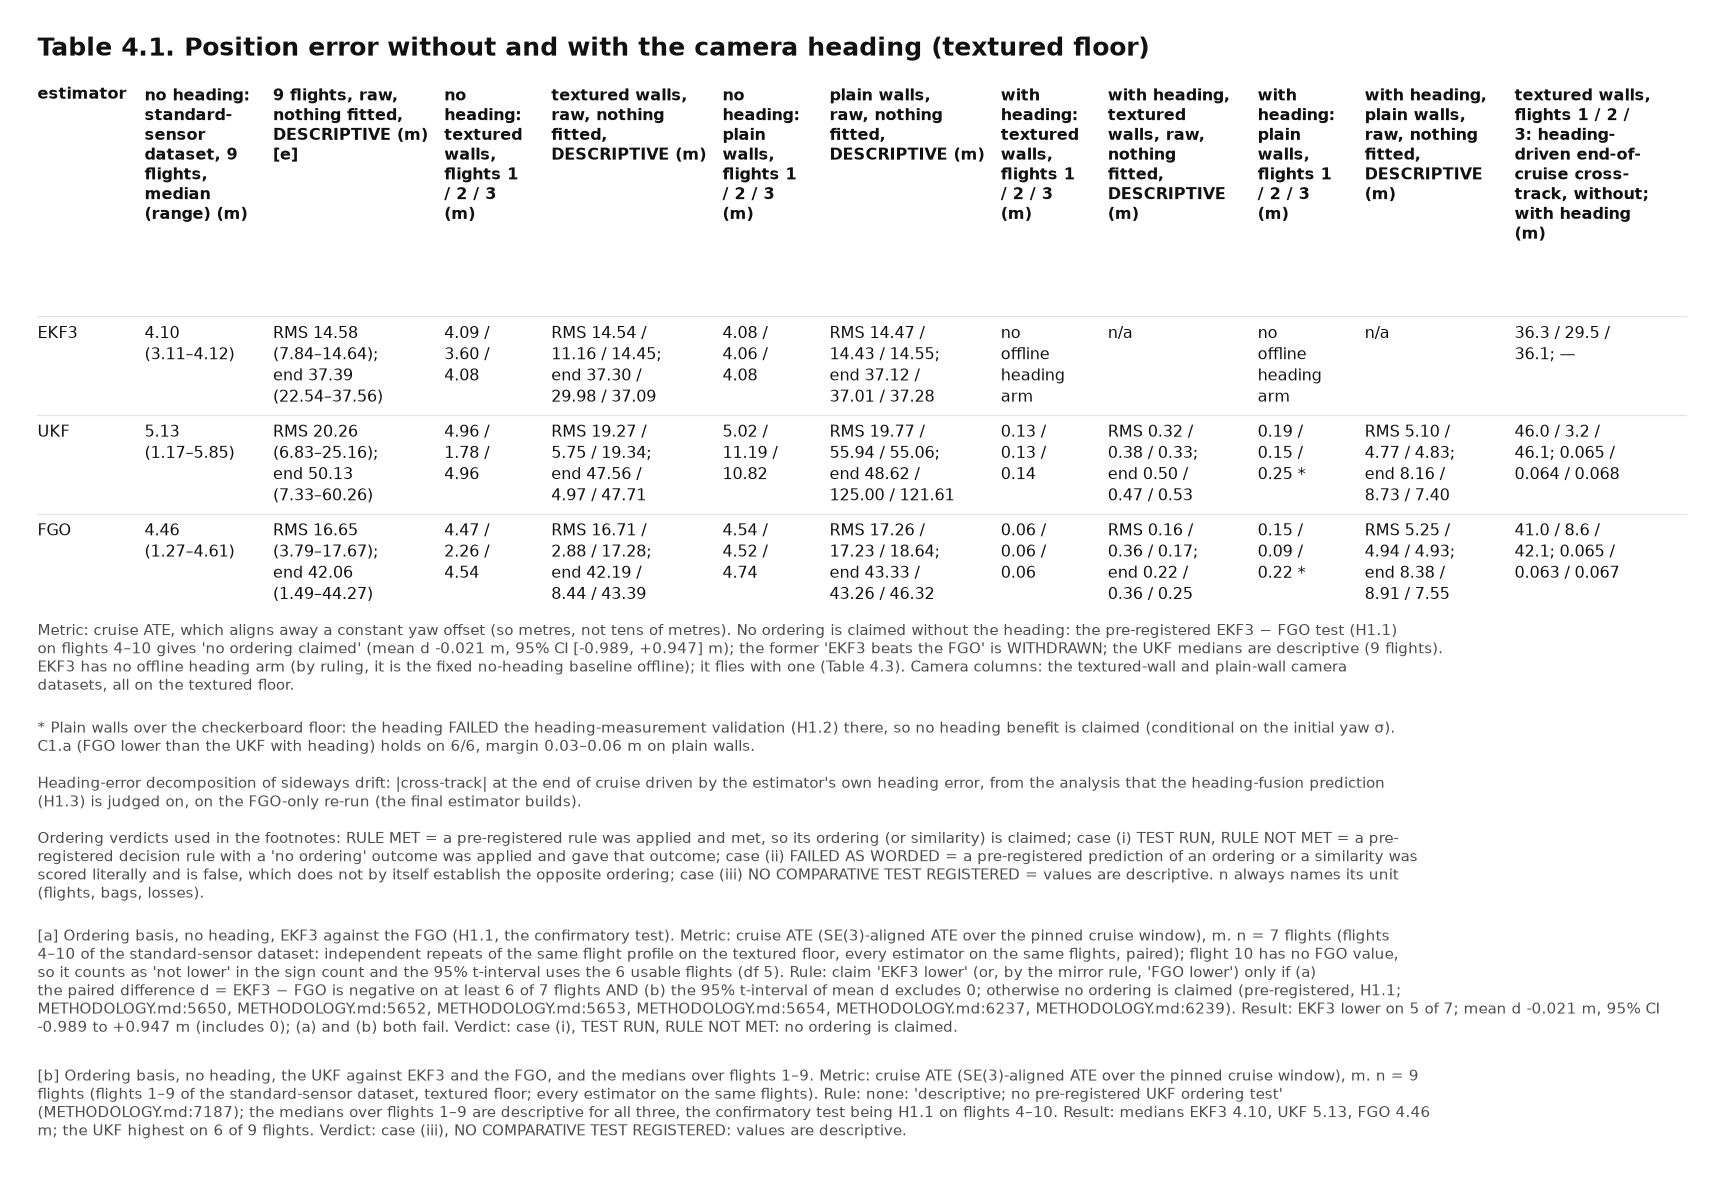 Table 4.1. Position error without and with the camera heading (textured floor)
estimator
no heading:
standard-
sensor
dataset, 9
flights,
median
(range) (m)
9 flights, raw,
nothing fitted,
DESCRIPTIVE (m)
[e]
no
heading:
textured
walls,
flights 1
/ 2 / 3
(m)
textured walls,
raw, nothing
fitted,
DESCRIPTIVE (m)
no
heading:
plain
walls,
flights 1
/ 2 / 3
(m)
plain walls,
raw, nothing
fitted,
DESCRIPTIVE (m)
with
heading:
textured
walls,
flights 1
/ 2 / 3
(m)
with heading,
textured
walls, raw,
nothing
fitted,
DESCRIPTIVE
(m)
with
heading:
plain
walls,
flights 1
/ 2 / 3
(m)
with heading,
plain walls,
raw, nothing
fitted,
DESCRIPTIVE
(m)
textured walls,
flights 1 / 2 /
3: heading-
driven end-of-
cruise cross-
track, without;
with heading
(m)
EKF3
4.10
(3.11–4.12)
RMS 14.58
(7.84–14.64);
end 37.39
(22.54–37.56)
4.09 /
3.60 /
4.08
RMS 14.54 /
11.16 / 14.45;
end 37.30 /
29.98 / 37.09
4.08 /
4.06 /
4.08
RMS 14.47 /
14.43 / 14.55;
end 37.12 /
37.01 / 37.28
no
offline
heading
arm
n/a
no
offline
heading
arm
n/a
36.3 / 29.5 /
36.1; —
UKF
5.13
(1.17–5.85)
RMS 20.26
(6.83–25.16);
end 50.13
(7.33–60.26)
4.96 /
1.78 /
4.96
RMS 19.27 /
5.75 / 19.34;
end 47.56 /
4.97 / 47.71
5.02 /
11.19 /
10.82
RMS 19.77 /
55.94 / 55.06;
end 48.62 /
125.00 / 121.61
0.13 /
0.13 /
0.14
RMS 0.32 /
0.38 / 0.33;
end 0.50 /
0.47 / 0.53
0.19 /
0.15 /
0.25 *
RMS 5.10 /
4.77 / 4.83;
end 8.16 /
8.73 / 7.40
46.0 / 3.2 /
46.1; 0.065 /
0.064 / 0.068
FGO
4.46
(1.27–4.61)
RMS 16.65
(3.79–17.67);
end 42.06
(1.49–44.27)
4.47 /
2.26 /
4.54
RMS 16.71 /
2.88 / 17.28;
end 42.19 /
8.44 / 43.39
4.54 /
4.52 /
4.74
RMS 17.26 /
17.23 / 18.64;
end 43.33 /
43.26 / 46.32
0.06 /
0.06 /
0.06
RMS 0.16 /
0.36 / 0.17;
end 0.22 /
0.36 / 0.25
0.15 /
0.09 /
0.22 *
RMS 5.25 /
4.94 / 4.93;
end 8.38 /
8.91 / 7.55
41.0 / 8.6 /
42.1; 0.065 /
0.063 / 0.067
Metric: cruise ATE, which aligns away a constant yaw offset (so metres, not tens of metres). No ordering is claimed without the heading: the pre-registered EKF3 − FGO test (H1.1)
on flights 4–10 gives 'no ordering claimed' (mean d -0.021 m, 95% CI [-0.989, +0.947] m); the former 'EKF3 beats the FGO' is WITHDRAWN; the UKF medians are descriptive (9 flights).
EKF3 has no offline heading arm (by ruling, it is the fixed no-heading baseline offline); it flies with one (Table 4.3). Camera columns: the textured-wall and plain-wall camera
datasets, all on the textured floor.
* Plain walls over the checkerboard floor: the heading FAILED the heading-measurement validation (H1.2) there, so no heading benefit is claimed (conditional on the initial yaw σ).
C1.a (FGO lower than the UKF with heading) holds on 6/6, margin 0.03–0.06 m on plain walls.
Heading-error decomposition of sideways drift: |cross-track| at the end of cruise driven by the estimator's own heading error, from the analysis that the heading-fusion prediction
(H1.3) is judged on, on the FGO-only re-run (the final estimator builds).
Ordering verdicts used in the footnotes: RULE MET = a pre-registered rule was applied and met, so its ordering (or similarity) is claimed; case (i) TEST RUN, RULE NOT MET = a pre-
registered decision rule with a 'no ordering' outcome was applied and gave that outcome; case (ii) FAILED AS WORDED = a pre-registered prediction of an ordering or a similarity was
scored literally and is false, which does not by itself establish the opposite ordering; case (iii) NO COMPARATIVE TEST REGISTERED = values are descriptive. n always names its unit
(flights, bags, losses).
[a] Ordering basis, no heading, EKF3 against the FGO (H1.1, the confirmatory test). Metric: cruise ATE (SE(3)-aligned ATE over the pinned cruise window), m. n = 7 flights (flights
4–10 of the standard-sensor dataset: independent repeats of the same flight profile on the textured floor, every estimator on the same flights, paired); flight 10 has no FGO value,
so it counts as 'not lower' in the sign count and the 95% t-interval uses the 6 usable flights (df 5). Rule: claim 'EKF3 lower' (or, by the mirror rule, 'FGO lower') only if (a)
the paired difference d = EKF3 − FGO is negative on at least 6 of 7 flights AND (b) the 95% t-interval of mean d excludes 0; otherwise no ordering is claimed (pre-registered, H1.1;
METHODOLOGY.md:5650, METHODOLOGY.md:5652, METHODOLOGY.md:5653, METHODOLOGY.md:5654, METHODOLOGY.md:6237, METHODOLOGY.md:6239). Result: EKF3 lower on 5 of 7; mean d -0.021 m, 95% CI
-0.989 to +0.947 m (includes 0); (a) and (b) both fail. Verdict: case (i), TEST RUN, RULE NOT MET: no ordering is claimed.
[b] Ordering basis, no heading, the UKF against EKF3 and the FGO, and the medians over flights 1–9. Metric: cruise ATE (SE(3)-aligned ATE over the pinned cruise window), m. n = 9
flights (flights 1–9 of the standard-sensor dataset, textured floor; every estimator on the same flights). Rule: none: 'descriptive; no pre-registered UKF ordering test'
(METHODOLOGY.md:7187); the medians over flights 1–9 are descriptive for all three, the confirmatory test being H1.1 on flights 4–10. Result: medians EKF3 4.10, UKF 5.13, FGO 4.46
m; the UKF highest on 6 of 9 flights. Verdict: case (iii), NO COMPARATIVE TEST REGISTERED: values are descriptive.